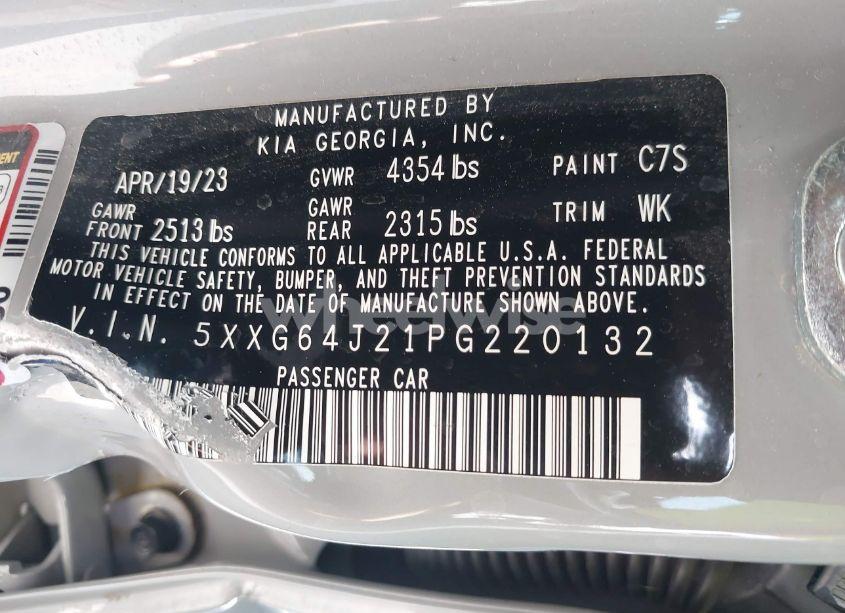 MANUFACTURED BY
KIA GEORGIA, INC.
APR/19/23 GVWR 4354 lbs PAINT C7S
GAWR FRONT 2513 lbs GAWR REAR 2315 lbs TRIM WK
THIS VEHICLE CONFORMS TO ALL APPLICABLE U.S.A. FEDERAL
MOTOR VEHICLE SAFETY, BUMPER, AND THEFT PREVENTION STANDARDS
IN EFFECT ON THE DATE OF MANUFACTURE SHOWN ABOVE.
wheelwise
V.I.N. 5XXG64J21PG220132
PASSENGER CAR